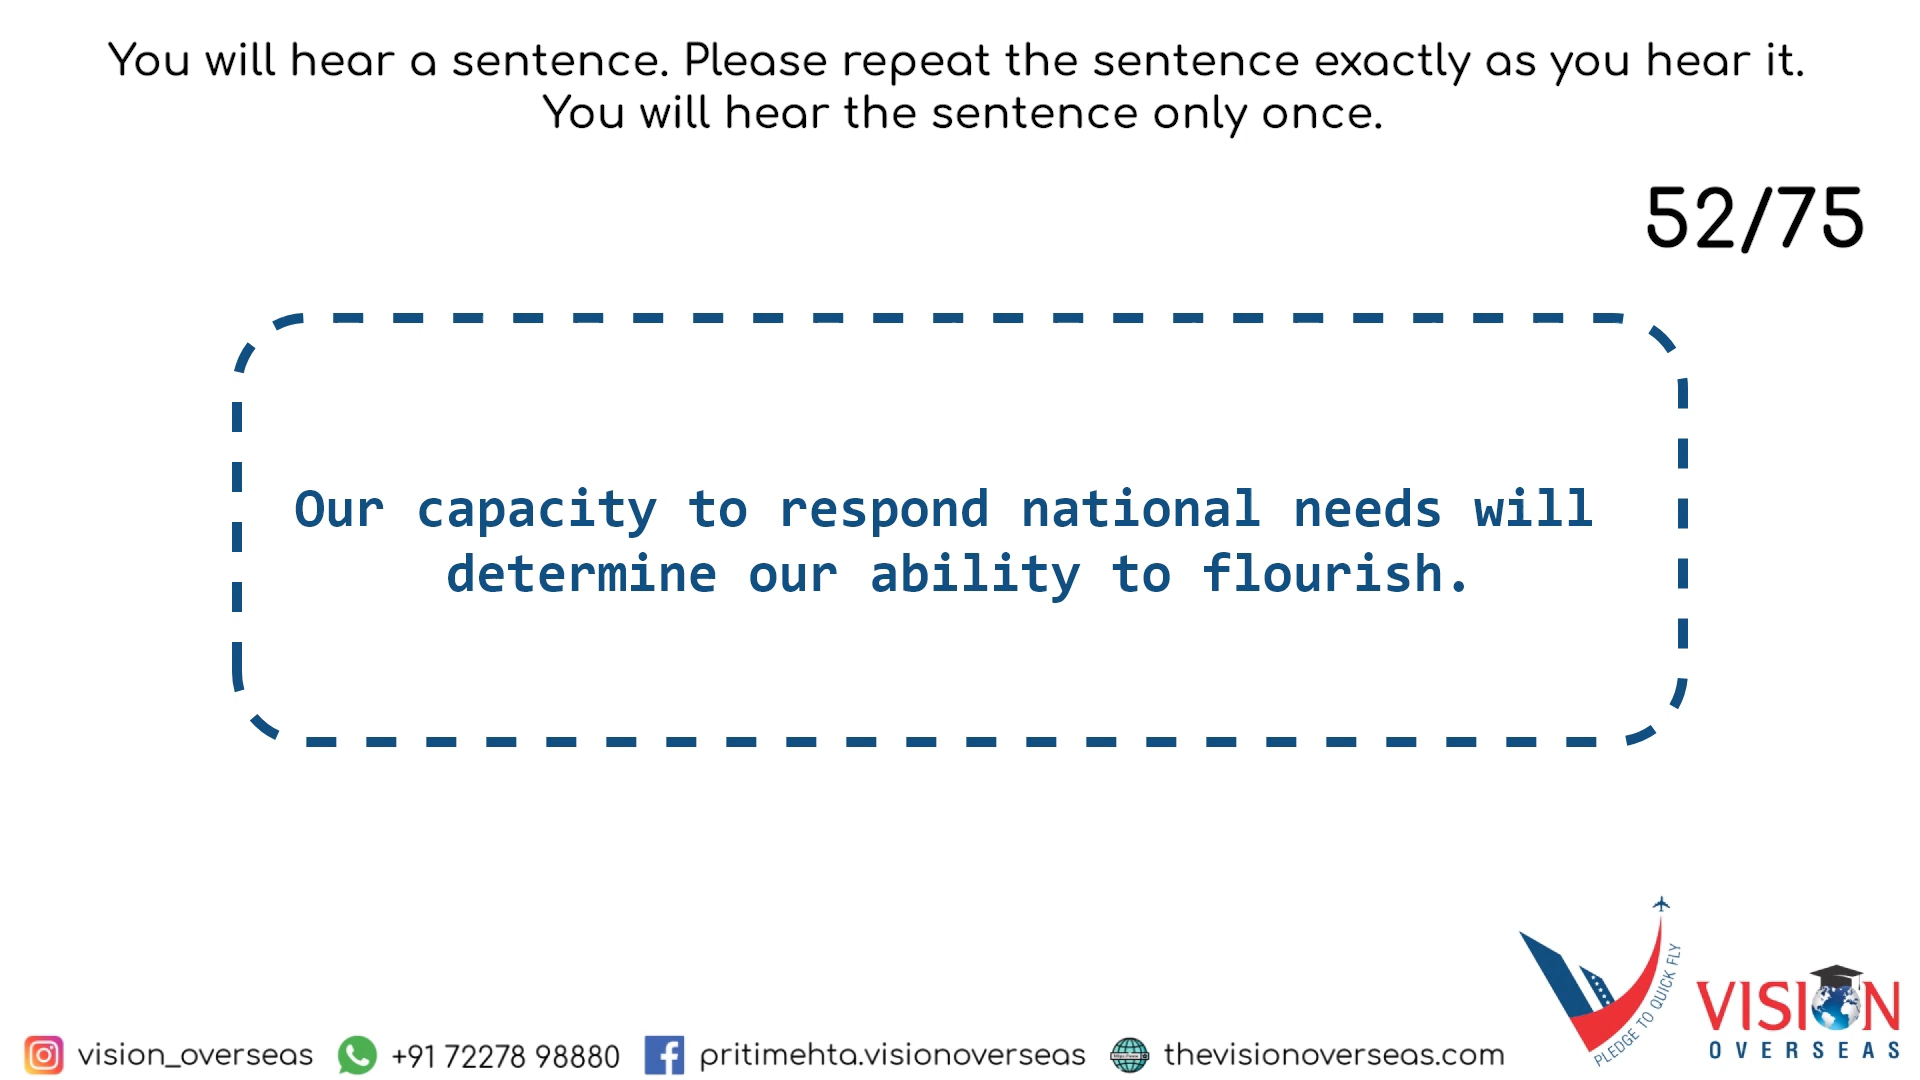 You will hear a sentence. Please repeat the sentence exactly as you hear it.
You will hear the sentence only once.
52/75
Our capacity to respond national needs will
determine our ability to flourish.
PLEDGE TO QUICK FLY
VISION
OVERSEAS
vision_overseas
+91 72278 98880
pritimehta.visionoverseas
thevisionoverseas.com